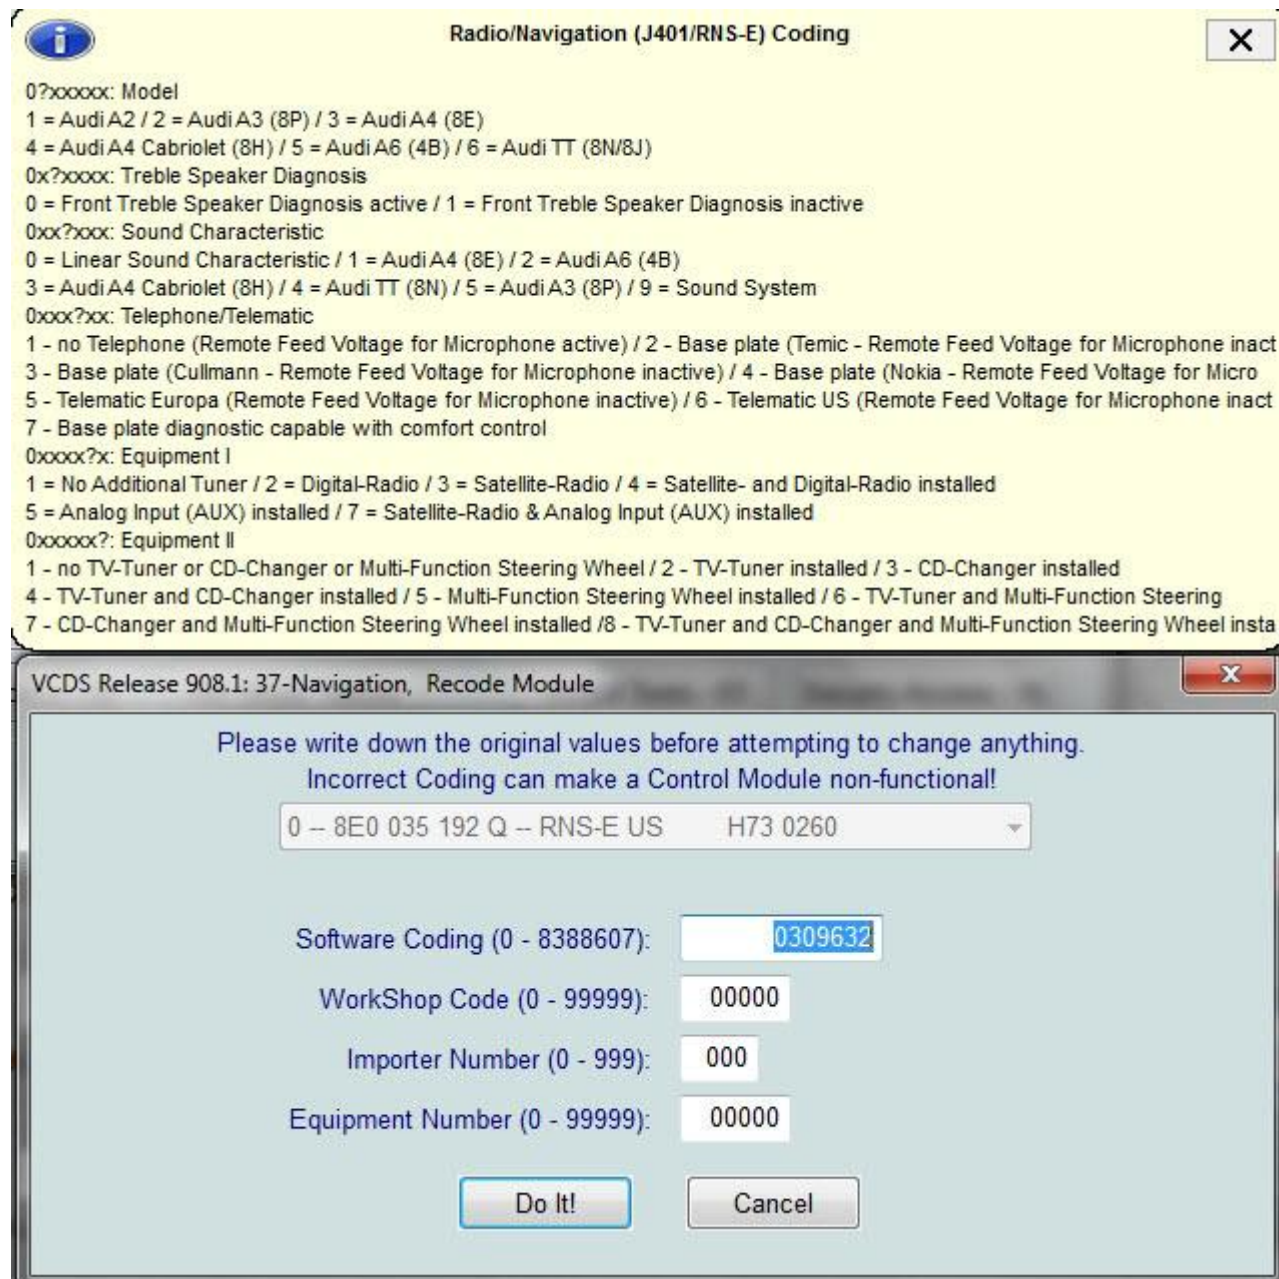 Radio/Navigation (J401/RNS-E) Coding
0?xxxxx: Model
1 = Audi A2 / 2 = Audi A3 (8P) / 3 = Audi A4 (8E)
4 = Audi A4 Cabriolet (8H) / 5 = Audi A6 (4B) / 6 = Audi TT (8N/8J)
0x?xxxx: Treble Speaker Diagnosis
0 = Front Treble Speaker Diagnosis active / 1 = Front Treble Speaker Diagnosis inactive
0xx?xxx: Sound Characteristic
0 = Linear Sound Characteristic / 1 = Audi A4 (8E) / 2 = Audi A6 (4B)
3 = Audi A4 Cabriolet (8H) / 4 = Audi TT (8N) / 5 = Audi A3 (8P) / 9 = Sound System
0xxx?xx: Telephone/Telematic
1 - no Telephone (Remote Feed Voltage for Microphone active) / 2 - Base plate (Temic - Remote Feed Voltage for Microphone inact
3 - Base plate (Cullmann - Remote Feed Voltage for Microphone inactive) / 4 - Base plate (Nokia - Remote Feed Voltage for Micro
5 - Telematic Europa (Remote Feed Voltage for Microphone inactive) / 6 - Telematic US (Remote Feed Voltage for Microphone inact
7 - Base plate diagnostic capable with comfort control
0xxxx?x: Equipment I
1 = No Additional Tuner / 2 = Digital-Radio / 3 = Satellite-Radio / 4 = Satellite- and Digital-Radio installed
5 = Analog Input (AUX) installed / 7 = Satellite-Radio & Analog Input (AUX) installed
0xxxxx?: Equipment II
1 - no TV-Tuner or CD-Changer or Multi-Function Steering Wheel / 2 - TV-Tuner installed / 3 - CD-Changer installed
4 - TV-Tuner and CD-Changer installed / 5 - Multi-Function Steering Wheel installed / 6 - TV-Tuner and Multi-Function Steering
7 - CD-Changer and Multi-Function Steering Wheel installed /8 - TV-Tuner and CD-Changer and Multi-Function Steering Wheel insta
VCDS Release 908.1: 37-Navigation, Recode Module
Please write down the original values before attempting to change anything.
Incorrect Coding can make a Control Module non-functional!
0 -- 8E0 035 192 Q -- RNS-E US H73 0260
Software Coding (0 - 8388607): 0309632
WorkShop Code (0 - 99999): 00000
Importer Number (0 - 999): 000
Equipment Number (0 - 99999): 00000
Do It! Cancel